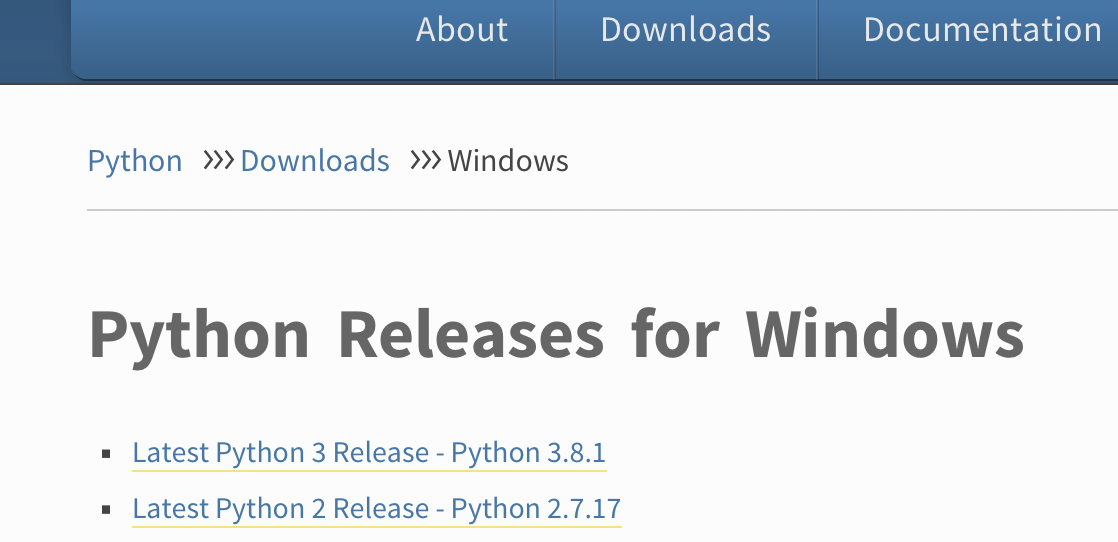 About Downloads Documentation
Python >>> Downloads >>> Windows
Python Releases for Windows
Latest Python 3 Release - Python 3.8.1
Latest Python 2 Release - Python 2.7.17